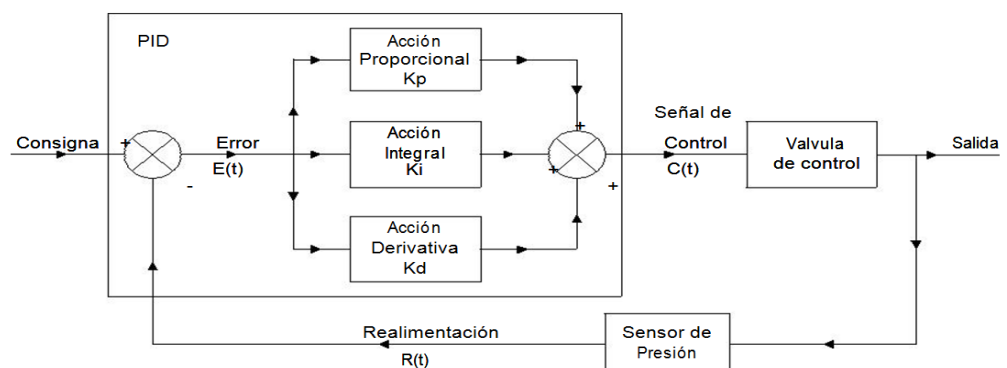 PID
Acción
Proporcional
Kp
Consigna
+
-
Error
E(t)
Acción
Integral
Ki
Acción
Derivativa
Kd
+
+
+
Señal de
Control
C(t)
Valvula
de control
Salida
Realimentación
R(t)
Sensor de
Presión